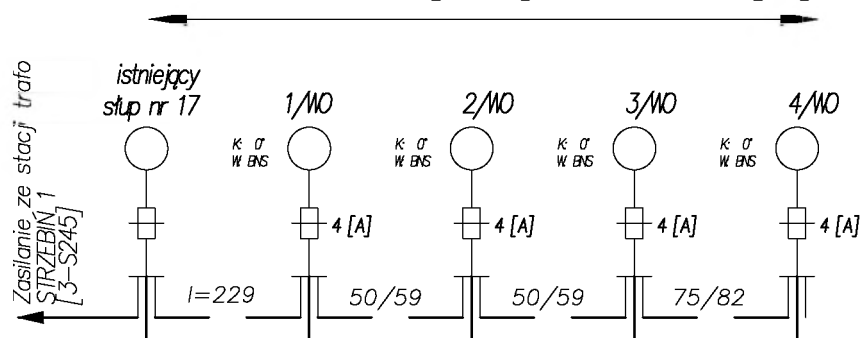 istniejący
słup nr 17
1/WO
2/WO
3/WO
4/WO
K: 0°
W: BNS
K: 0°
W: BNS
K: 0°
W: BNS
K: 0°
W: BNS
4 [A]
4 [A]
4 [A]
4 [A]
Zasilanie ze stacji trafo
STRZEBIŃ 1
[3-S245]
l=229
50/59
50/59
75/82